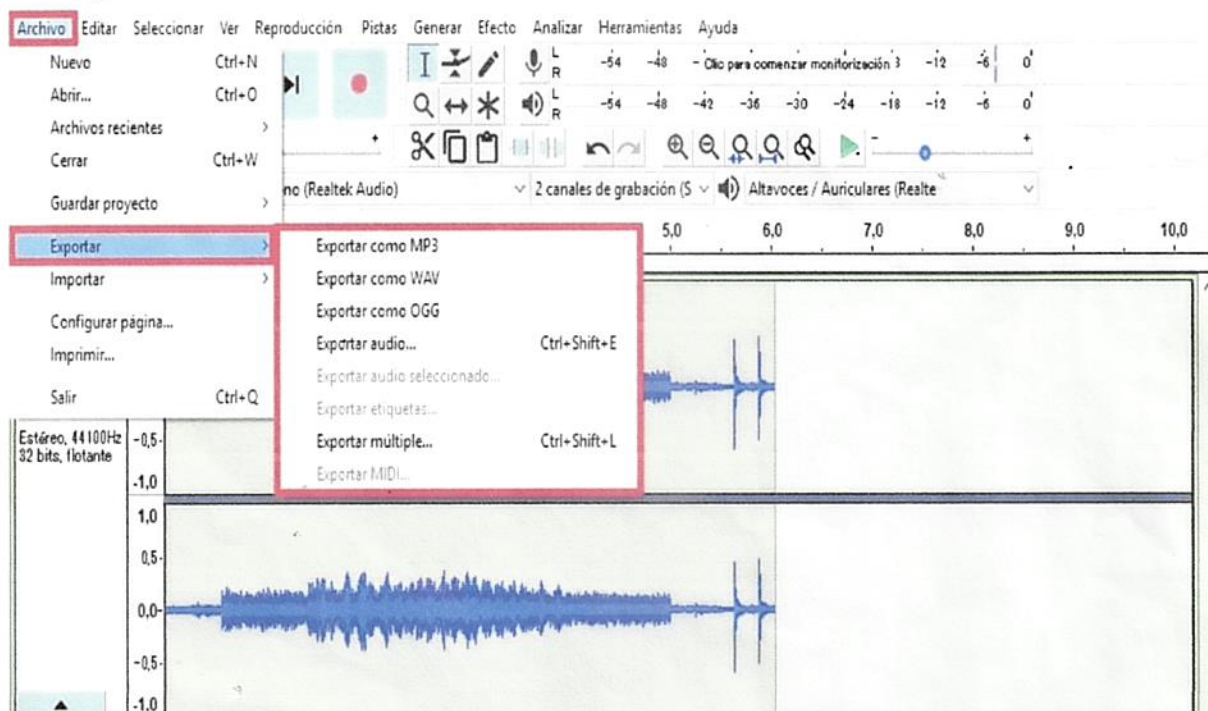 Archivo Editar Seleccionar Ver Reproducción Pistas Generar Efecto Analizar Herramientas Ayuda
Nuevo Ctrl+N
Abrir... Ctrl+O
Archivos recientes >
Cerrar Ctrl+W
Guardar proyecto >
Exportar >
Importar >
Configurar página...
Imprimir...
Salir Ctrl+Q
L
R
-54 -48 - Clic para comenzar monitorización 3 -12 -6 0
L
R
-54 -48 -42 -36 -30 -24 -18 -12 -6 0
- +
no (Realtek Audio) 2 canales de grabación (S Altavoces / Auriculares (Realte
5,0 6,0 7,0 8,0 9,0 10,0
Exportar como MP3
Exportar como WAV
Exportar como OGG
Exportar audio... Ctrl+Shift+E
Exportar audio seleccionado...
Exportar etiquetas...
Exportar múltiple... Ctrl+Shift+L
Exportar MIDI...
Estéreo, 44100Hz
32 bits, flotante
-0,5-
-1,0
1,0
0,5-
0,0-
-0,5-
-1,0